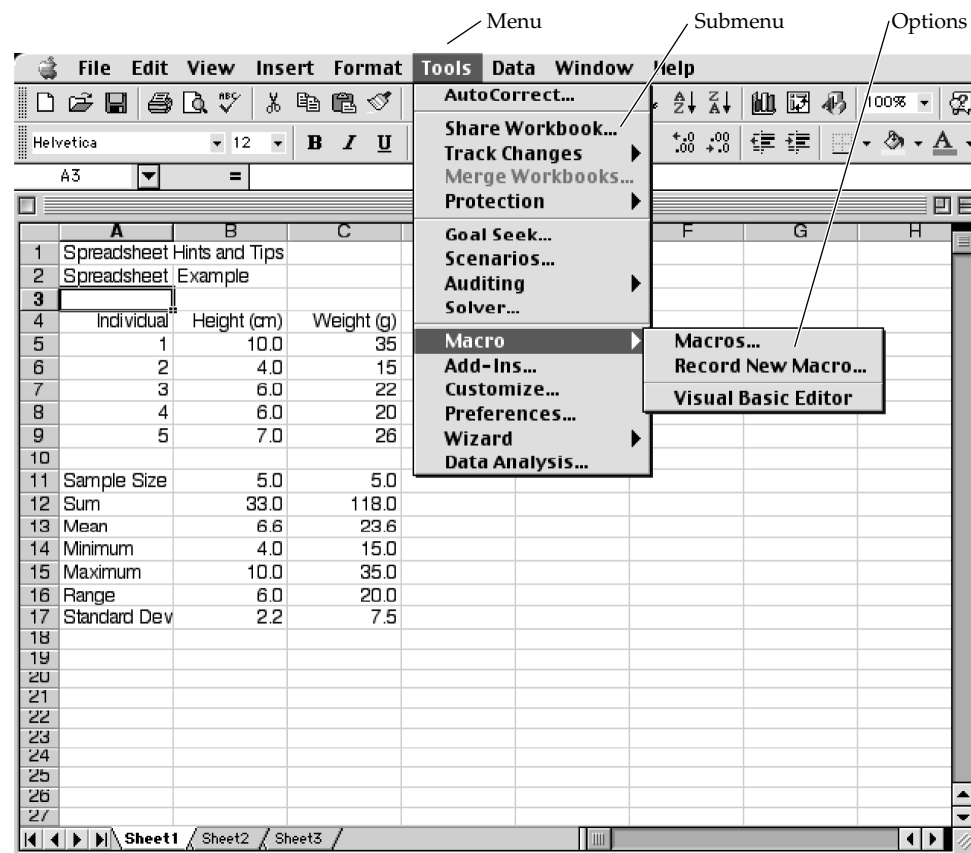 Menu Submenu Options
File Edit View Insert Format Tools Data Window Help
100%
Helvetica 12 B I U
A3 =
AutoCorrect...
Share Workbook...
Track Changes
Merge Workbooks...
Protection
Goal Seek...
Scenarios...
Auditing
Solver...
Macro
Add-Ins...
Customize...
Preferences...
Wizard
Data Analysis...
Macros...
Record New Macro...
Visual Basic Editor
A B C F G H
1 Spreadsheet Hints and Tips
2 Spreadsheet Example
3
4 Individual Height (cm) Weight (g)
5 1 10.0 35
6 2 4.0 15
7 3 6.0 22
8 4 6.0 20
9 5 7.0 26
10
11 Sample Size 5.0 5.0
12 Sum 33.0 118.0
13 Mean 6.6 23.6
14 Minimum 4.0 15.0
15 Maximum 10.0 35.0
16 Range 6.0 20.0
17 Standard Dev 2.2 7.5
18
19
20
21
22
23
24
25
26
27
Sheet1 Sheet2 Sheet3